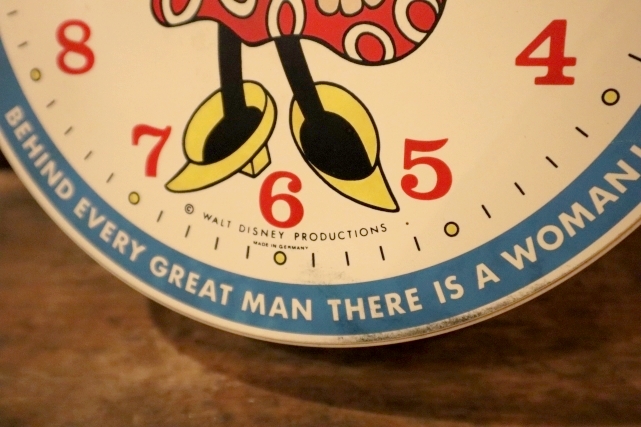 8
4
7
5
6
© WALT DISNEY PRODUCTIONS
MADE IN GERMANY
BEHIND EVERY GREAT MAN THERE IS A WOMAN!